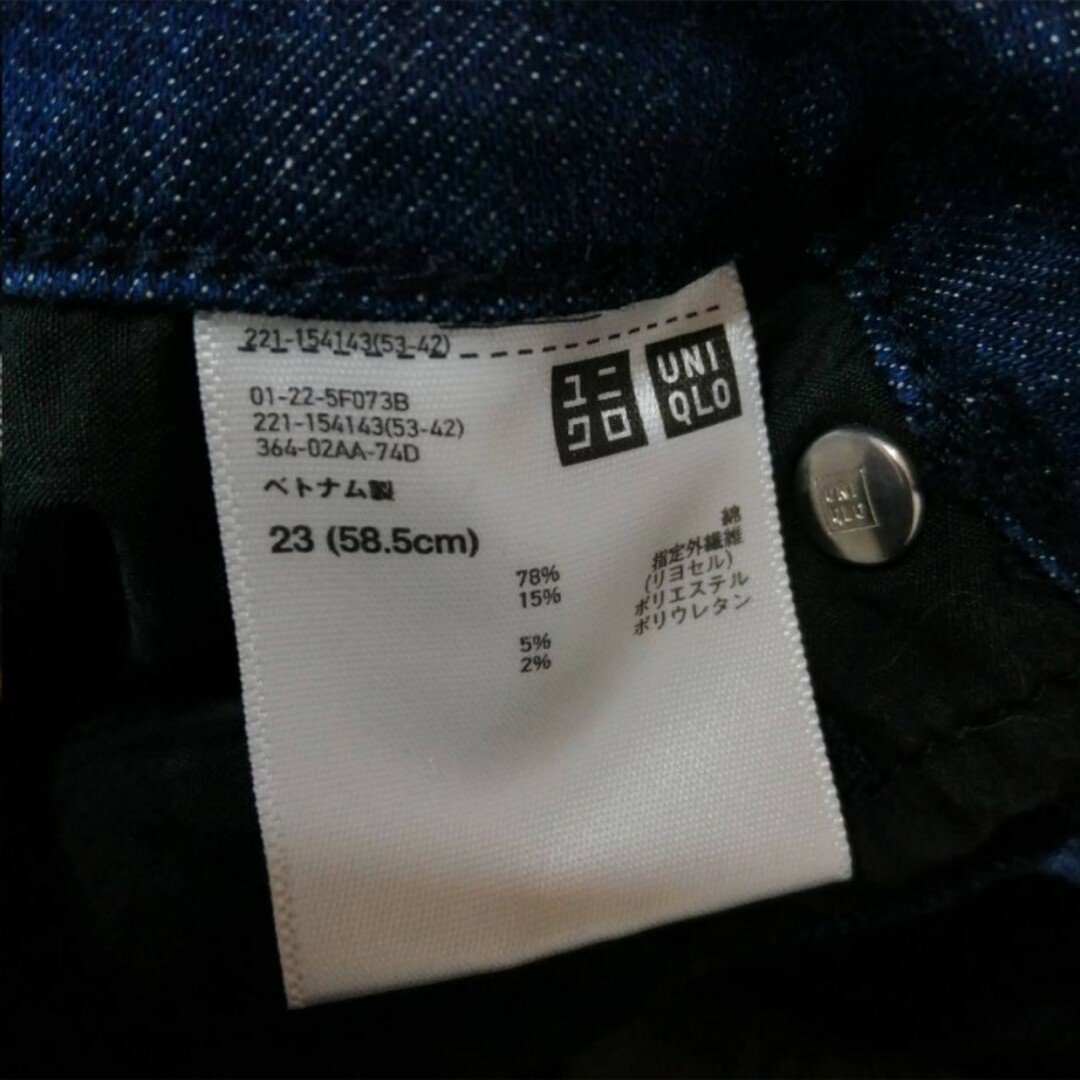 221-154143(53-42)
ユニ
クロ
UNI
QLO
01-22-5F073B
221-154143(53-42)
364-02AA-74D
ベトナム製
23 (58.5cm)
綿
78%
指定外繊維
15%
(リヨセル)
ポリエステル
5%
ポリウレタン
2%
UNI
QLO